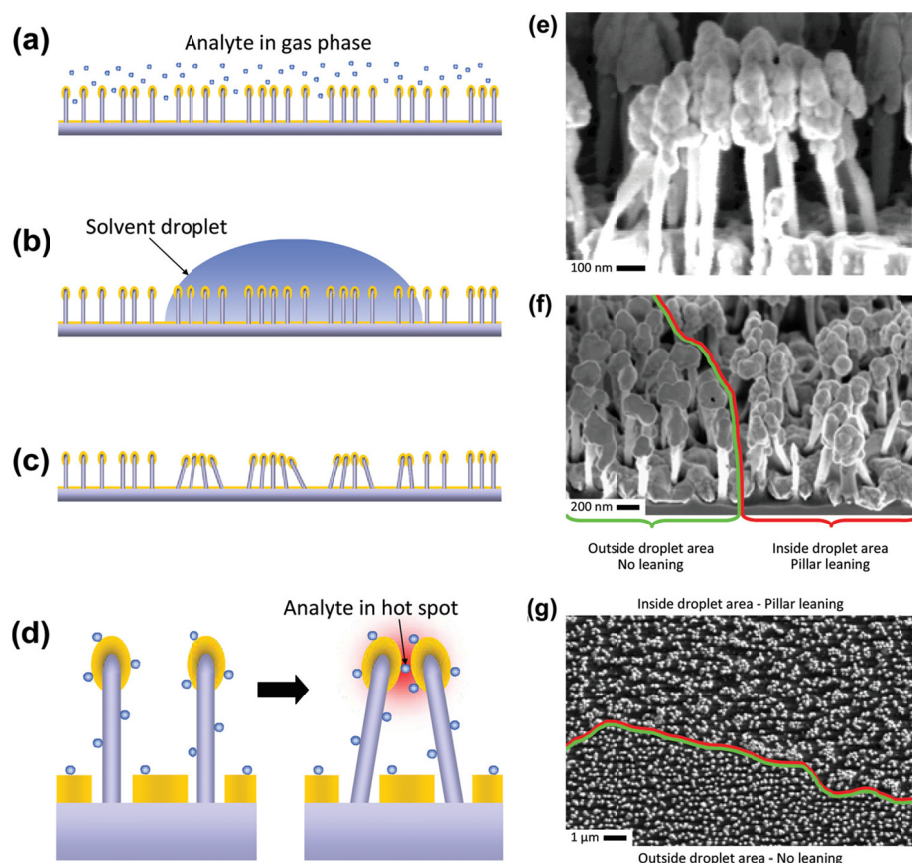 (a)
Analyte in gas phase
(b)
Solvent droplet
(c)
(d)
Analyte in hot spot
(e)
100 nm
(f)
200 nm
Outside droplet area
No leaning
Inside droplet area
Pillar leaning
Inside droplet area - Pillar leaning
(g)
1 µm
Outside droplet area - No leaning